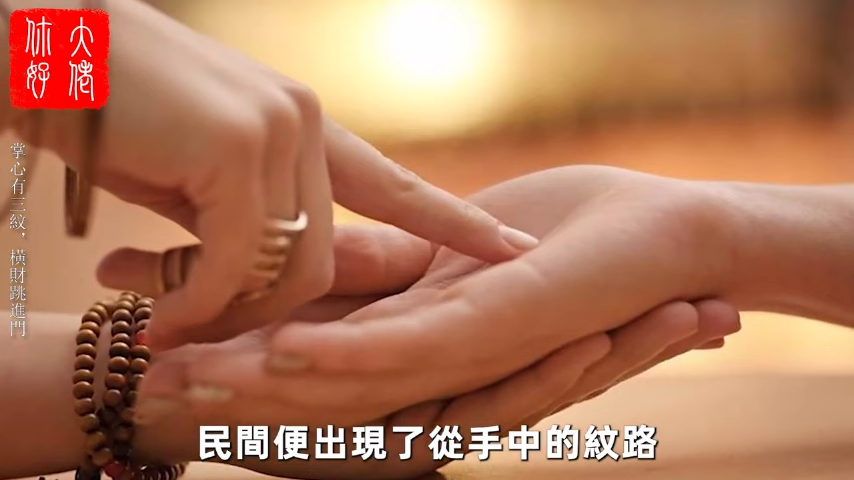 大佬
休好
掌心有三紋，橫財跳進門
民間便出現了從手中的紋路